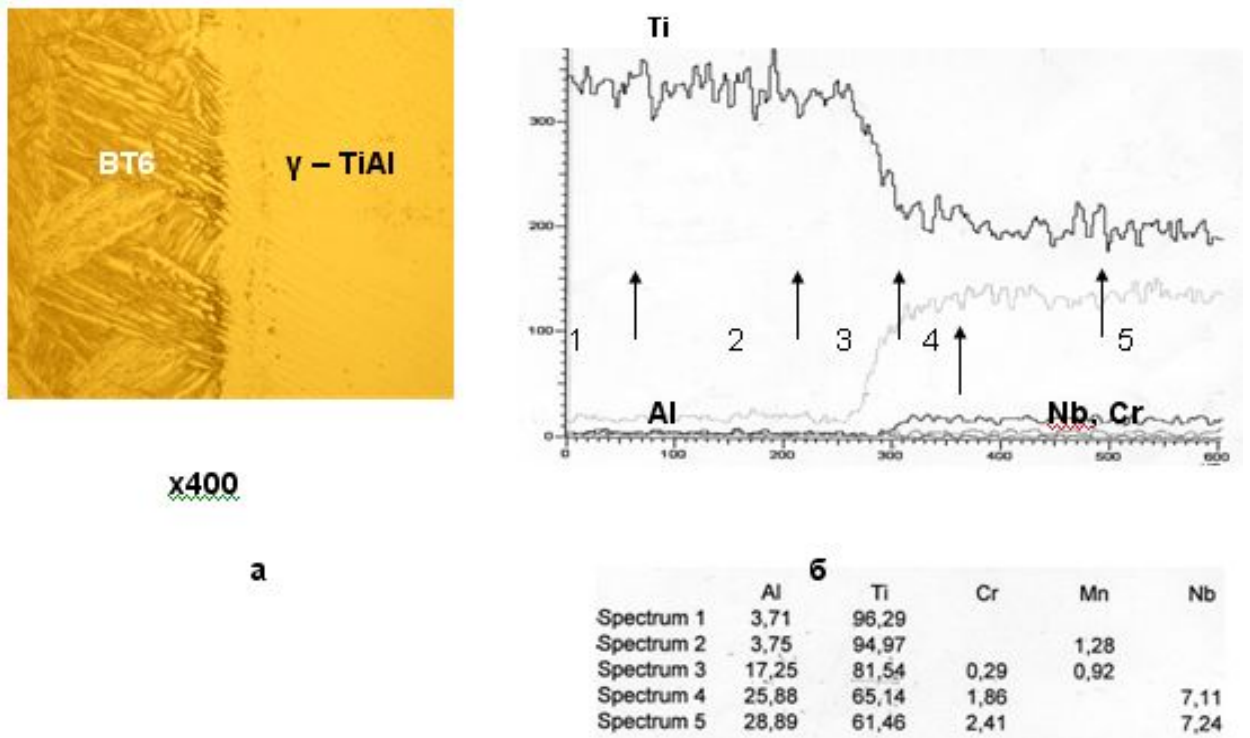 BT6
γ – TiAl
x400
а
Ti
300
200
100
0
1 2 3 4 5
Al
Nb, Cr
0 100 200 300 400 500 600
б
Al Ti Cr Mn Nb
Spectrum 1 3,71 96,29
Spectrum 2 3,75 94,97 1,28
Spectrum 3 17,25 81,54 0,29 0,92
Spectrum 4 25,88 65,14 1,86 7,11
Spectrum 5 28,89 61,46 2,41 7,24